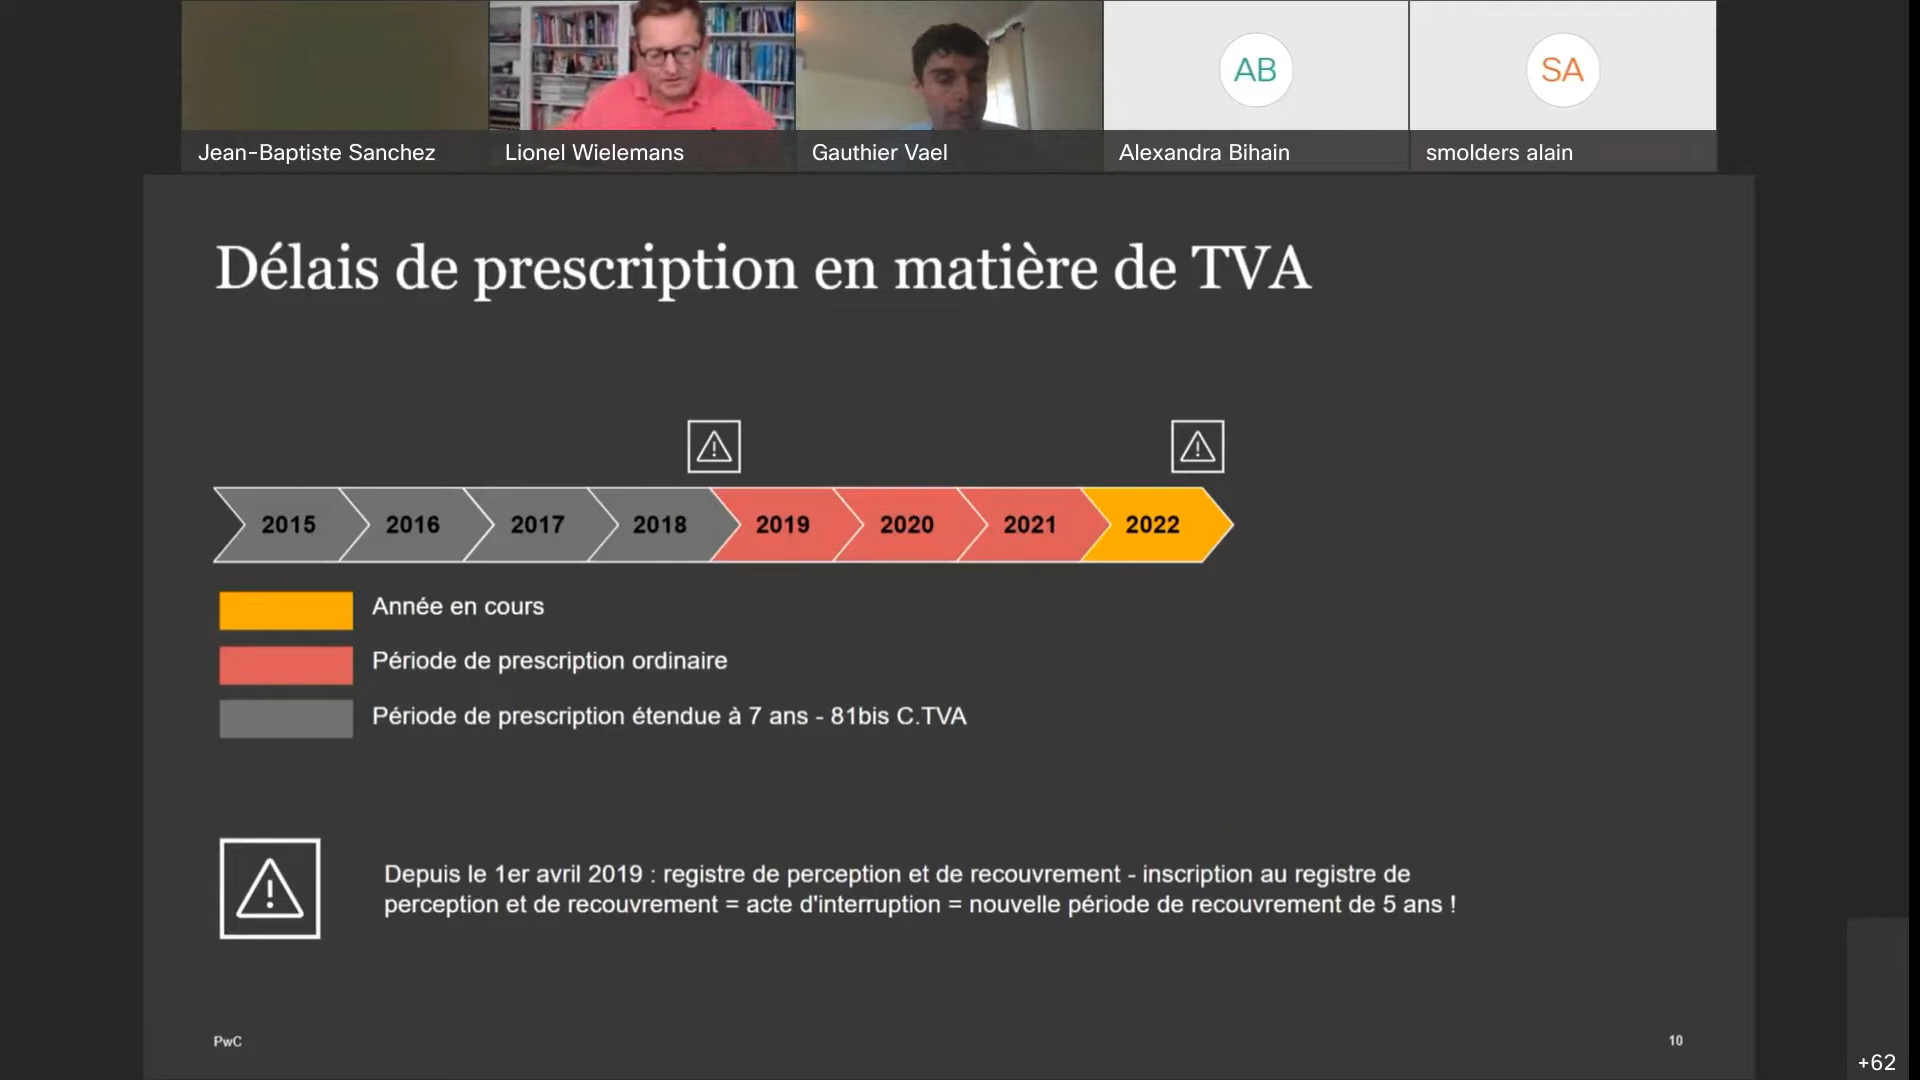 AB
SA
Jean-Baptiste Sanchez
Lionel Wielemans
Gauthier Vael
Alexandra Bihain
smolders alain
Délais de prescription en matière de TVA
2015
2016
2017
2018
2019
2020
2021
2022
Année en cours
Période de prescription ordinaire
Période de prescription étendue à 7 ans - 81bis C.TVA
Depuis le 1er avril 2019 : registre de perception et de recouvrement - inscription au registre de
perception et de recouvrement = acte d'interruption = nouvelle période de recouvrement de 5 ans !
PwC
10
+62